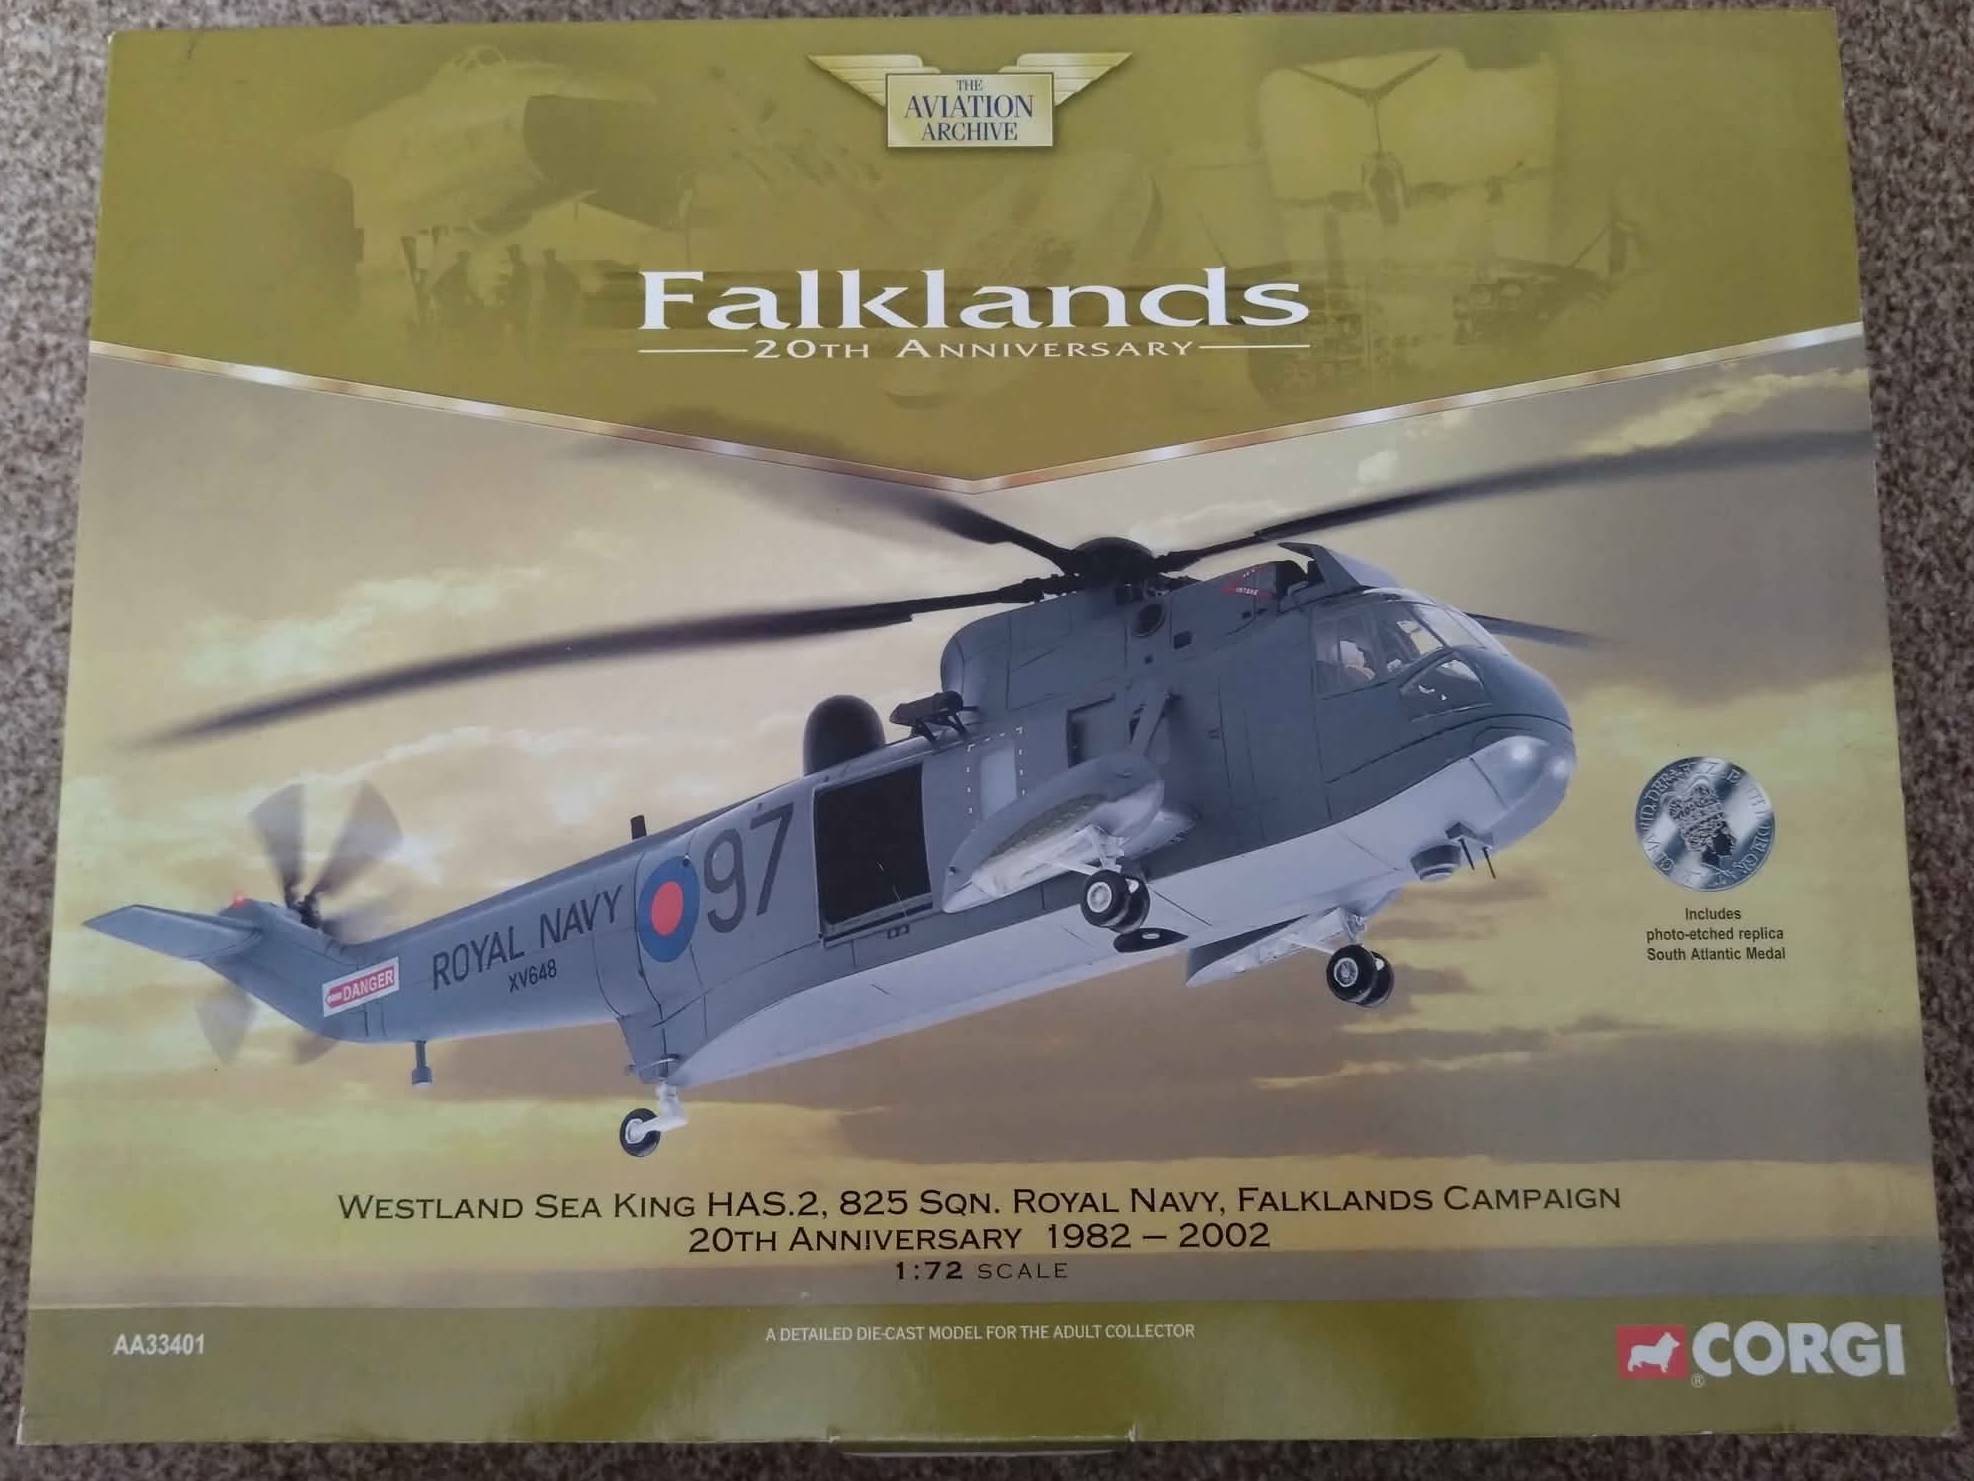 THE
AVIATION
ARCHIVE
Falklands
20TH ANNIVERSARY
97
ROYAL NAVY
XV648
DANGER
Includes
photo-etched replica
South Atlantic Medal
WESTLAND SEA KING HAS.2, 825 SQN. ROYAL NAVY, FALKLANDS CAMPAIGN
20TH ANNIVERSARY 1982 – 2002
1:72 SCALE
AA33401
A DETAILED DIE-CAST MODEL FOR THE ADULT COLLECTOR
CORGI
®